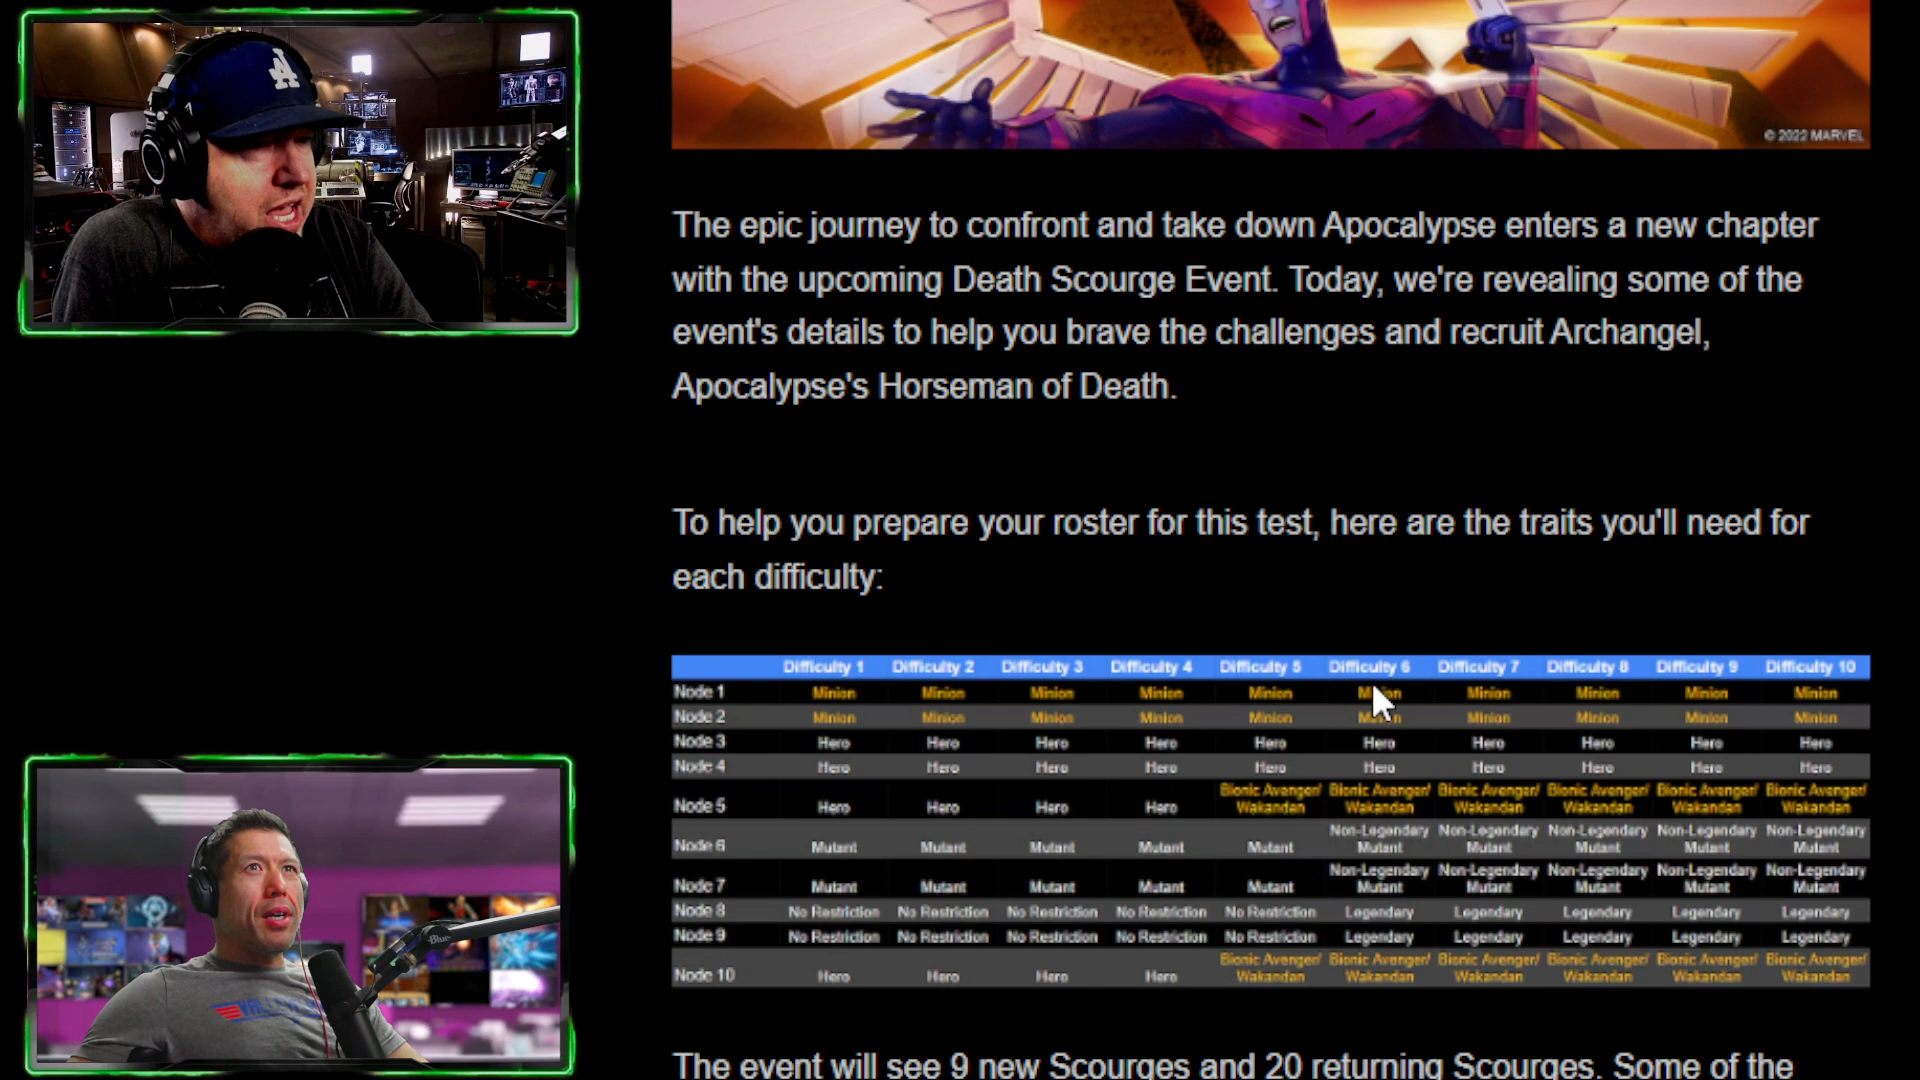 © 2022 MARVEL
The epic journey to confront and take down Apocalypse enters a new chapter
with the upcoming Death Scourge Event. Today, we're revealing some of the
event's details to help you brave the challenges and recruit Archangel,
Apocalypse's Horseman of Death.
To help you prepare your roster for this test, here are the traits you'll need for
each difficulty:
Difficulty 1 Difficulty 2 Difficulty 3 Difficulty 4 Difficulty 5 Difficulty 6 Difficulty 7 Difficulty 8 Difficulty 9 Difficulty 10
Node 1 Minion Minion Minion Minion Minion Minion Minion Minion Minion Minion
Node 2 Minion Minion Minion Minion Minion Minion Minion Minion Minion Minion
Node 3 Hero Hero Hero Hero Hero Hero Hero Hero Hero Hero
Node 4 Hero Hero Hero Hero Hero Hero Hero Hero Hero Hero
Bionic Avenger/ Bionic Avenger/ Bionic Avenger/ Bionic Avenger/ Bionic Avenger/ Bionic Avenger/
Node 5 Hero Hero Hero Hero Wakandan Wakandan Wakandan Wakandan Wakandan Wakandan
Non-Legendary Non-Legendary Non-Legendary Non-Legendary Non-Legendary
Node 6 Mutant Mutant Mutant Mutant Mutant Mutant Mutant Mutant Mutant Mutant
Non-Legendary Non-Legendary Non-Legendary Non-Legendary Non-Legendary
Node 7 Mutant Mutant Mutant Mutant Mutant Mutant Mutant Mutant Mutant Mutant
Node 8 No Restriction No Restriction No Restriction No Restriction No Restriction Legendary Legendary Legendary Legendary Legendary
Node 9 No Restriction No Restriction No Restriction No Restriction No Restriction Legendary Legendary Legendary Legendary Legendary
Bionic Avenger/ Bionic Avenger/ Bionic Avenger/ Bionic Avenger/ Bionic Avenger/ Bionic Avenger/
Node 10 Hero Hero Hero Hero Wakandan Wakandan Wakandan Wakandan Wakandan Wakandan
The event will see 9 new Scourges and 20 returning Scourges. Some of the
Blue